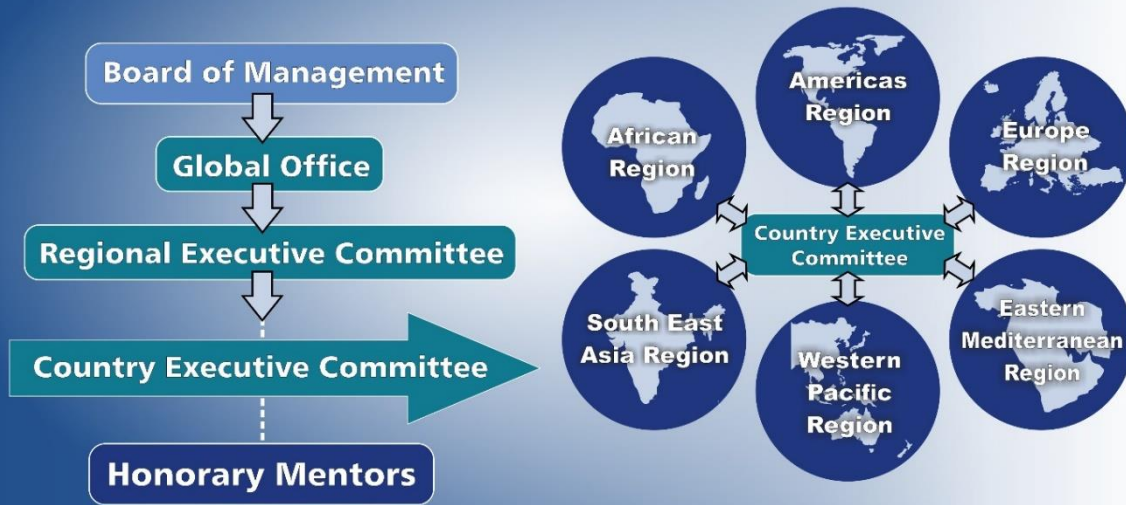 Board of Management
Global Office
Regional Executive Committee
Country Executive Committee
Honorary Mentors
African
Region
Americas
Region
Europe
Region
Country Executive
Committee
South East
Asia Region
Western
Pacific
Region
Eastern
Mediterranean
Region